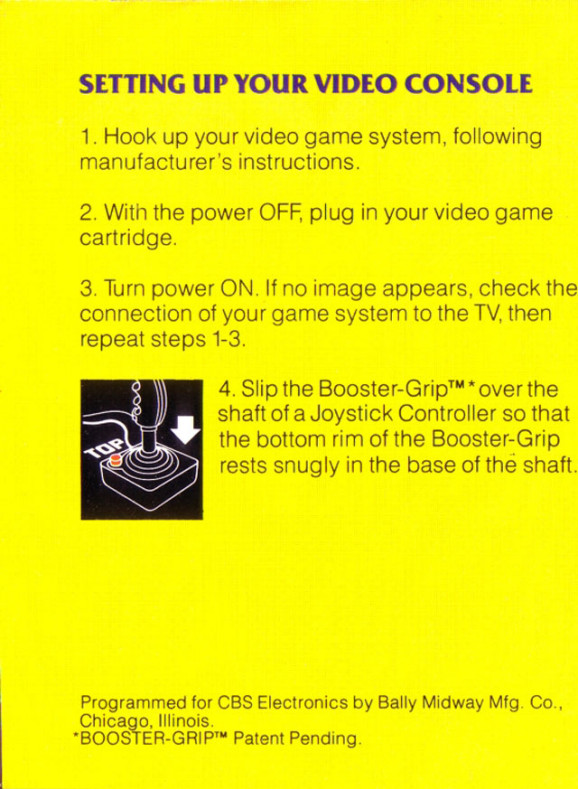 SETTING UP YOUR VIDEO CONSOLE
1. Hook up your video game system, following
manufacturer's instructions.
2. With the power OFF, plug in your video game
cartridge.
3. Turn power ON. If no image appears, check the
connection of your game system to the TV, then
repeat steps 1-3.
TOP
4. Slip the Booster-Grip™* over the
shaft of a Joystick Controller so that
the bottom rim of the Booster-Grip
rests snugly in the base of the shaft.
Programmed for CBS Electronics by Bally Midway Mfg. Co.,
Chicago, Illinois.
*BOOSTER-GRIP™ Patent Pending.